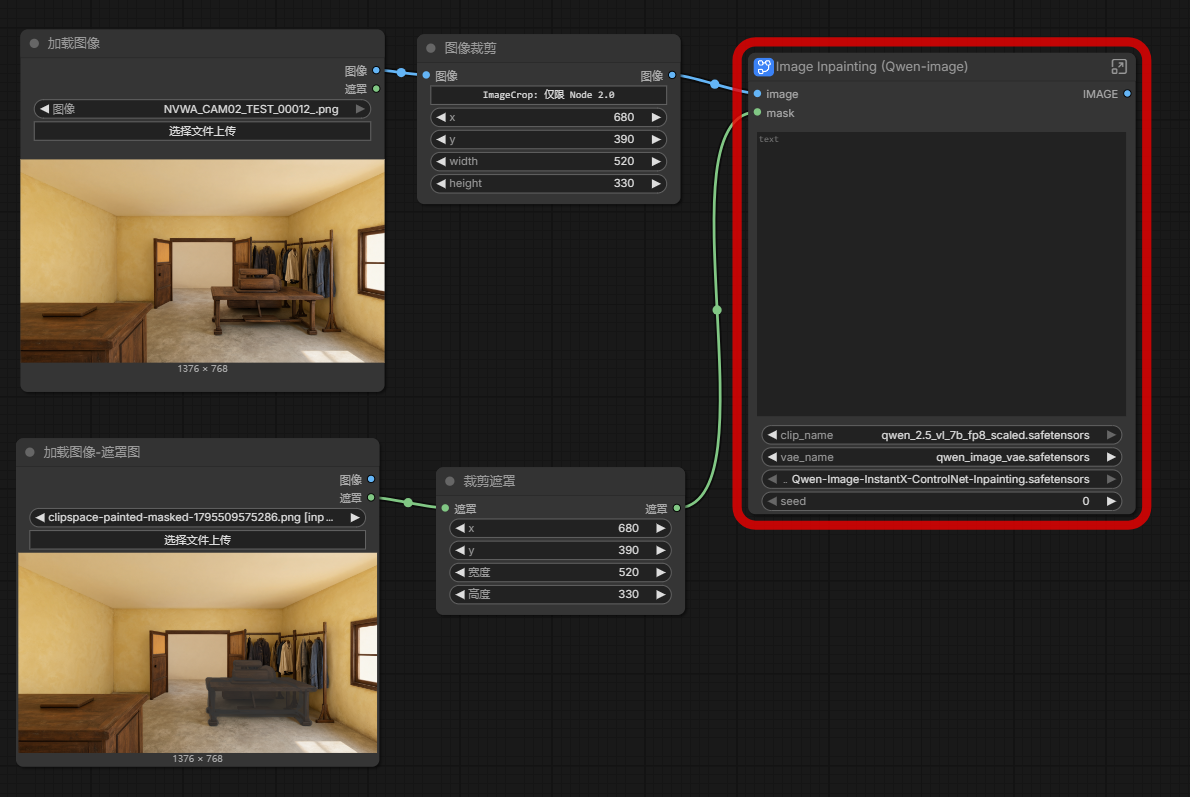 加载图像
图像
遮罩
图像 NVWA_CAM02_TEST_00012_.png
选择文件上传
1376 × 768
图像裁剪
图像 图像
ImageCrop: 仅限 Node 2.0
x 680
y 390
width 520
height 330
Image Inpainting (Qwen-image)
image IMAGE
mask
text
clip_name qwen_2.5_vl_7b_fp8_scaled.safetensors
vae_name qwen_image_vae.safetensors
.. Qwen-Image-InstantX-ControlNet-Inpainting.safetensors
seed 0
加载图像-遮罩图
图像
遮罩
clipspace-painted-masked-1795509575286.png [inp ...
选择文件上传
1376 × 768
裁剪遮罩
遮罩 遮罩
x 680
y 390
宽度 520
高度 330